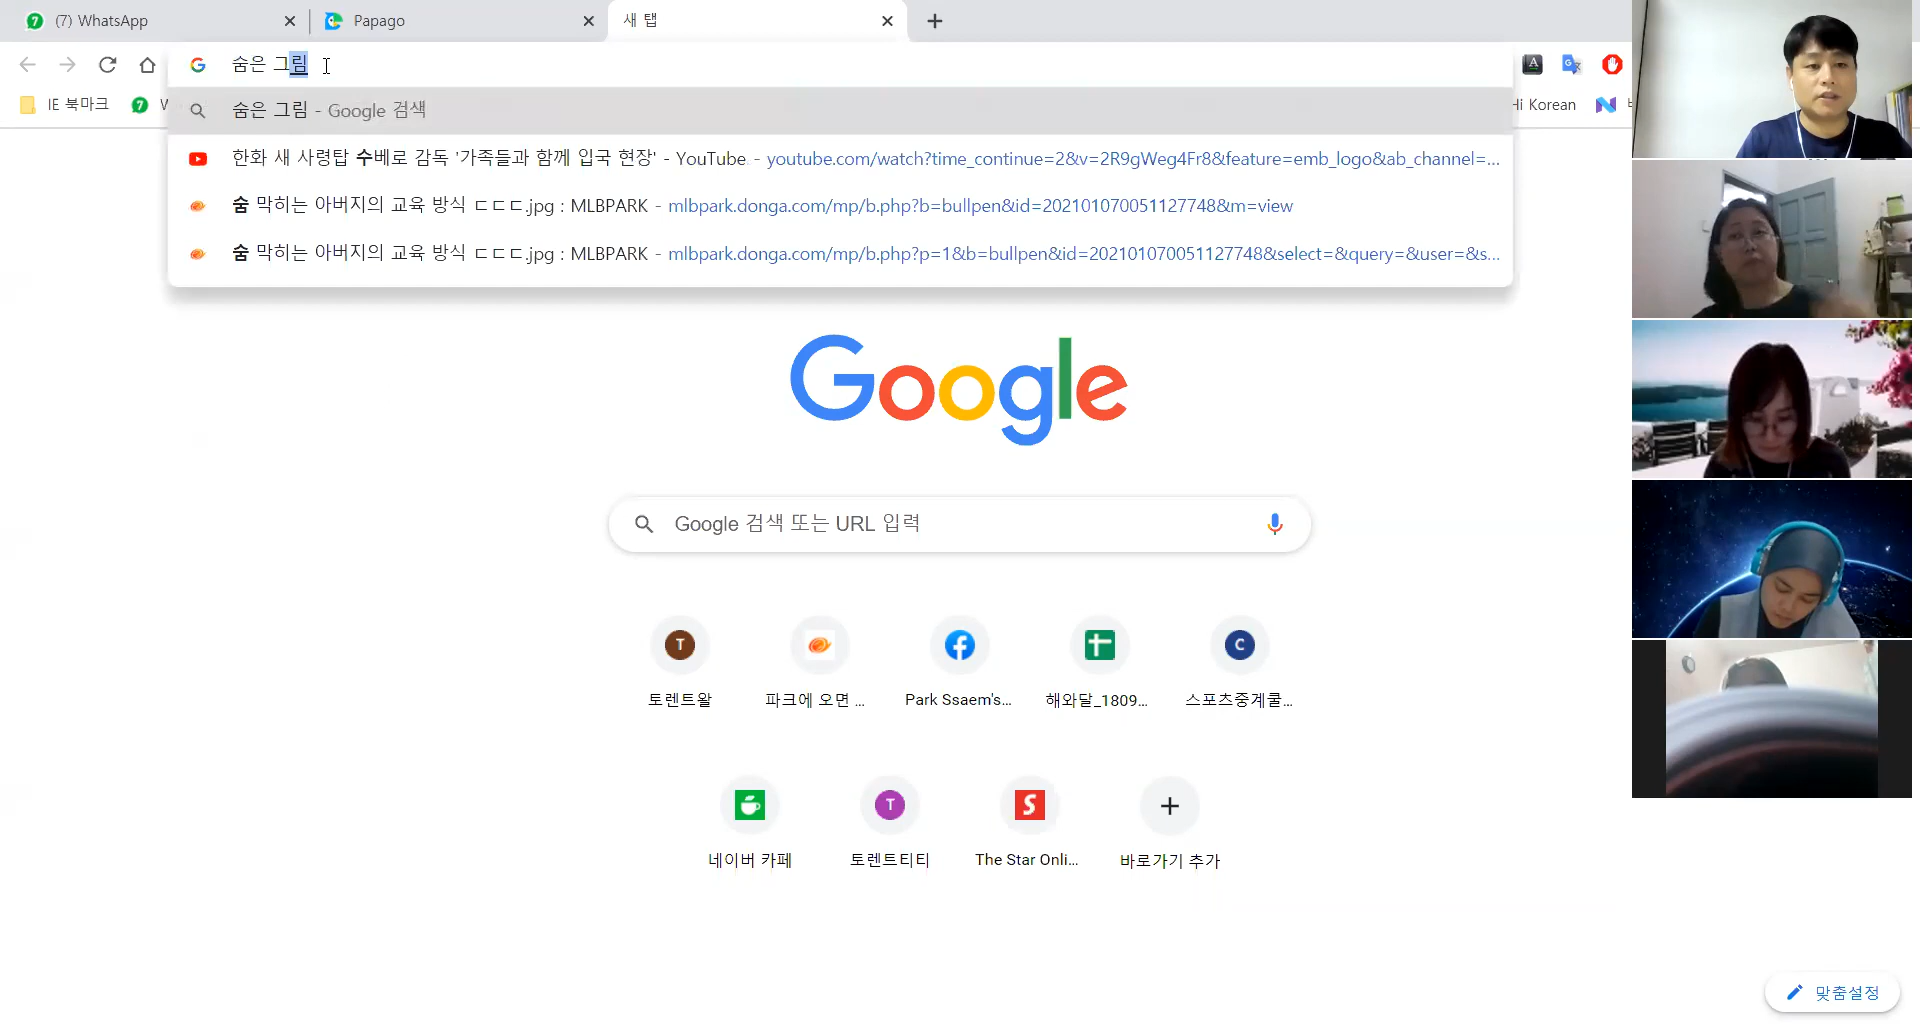 (7) WhatsApp
Papago
새 탭
숨은 그림
IE 북마크
Hi Korean
숨은 그림 - Google 검색
한화 새 사령탑 수베로 감독 '가족들과 함께 입국 현장' - YouTube - youtube.com/watch?time_continue=2&v=2R9gWeg4Fr8&feature=emb_logo&ab_channel=...
숨 막히는 아버지의 교육 방식 ㄷㄷㄷ.jpg : MLBPARK - mlbpark.donga.com/mp/b.php?b=bullpen&id=202101070051127748&m=view
숨 막히는 아버지의 교육 방식 ㄷㄷㄷ.jpg : MLBPARK - mlbpark.donga.com/mp/b.php?p=1&b=bullpen&id=202101070051127748&select=&query=&user=&s...
Google
Google 검색 또는 URL 입력
T
C
토렌트왕
파크에 오면 ...
Park Ssaem's...
해와달_1809...
스포츠중계쿨...
T
S
네이버 카페
토렌트티티
The Star Onli...
바로가기 추가
맞춤설정